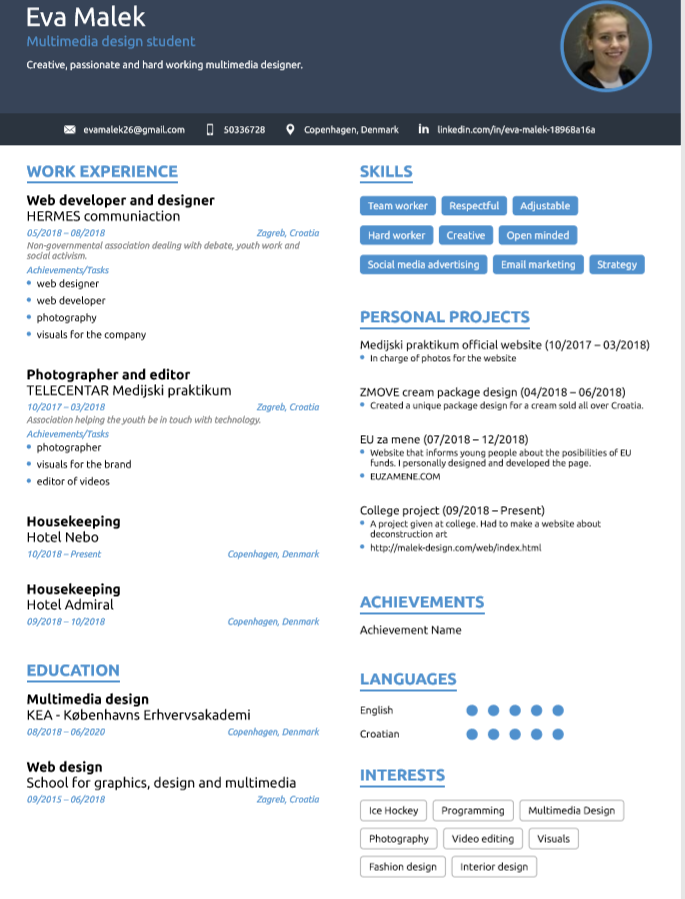 Eva Malek
Multimedia design student
Creative, passionate and hard working multimedia designer.
evamalek26@gmail.com
50336728
Copenhagen, Denmark
in
linkedin.com/in/eva-malek-18968a16a
WORK EXPERIENCE
Web developer and designer
HERMES communiaction
05/2018 – 08/2018
Zagreb, Croatia
Non-governmental association dealing with debate, youth work and
social activism.
Achievements/Tasks
web designer
web developer
photography
visuals for the company
Photographer and editor
TELECENTAR Medijski praktikum
10/2017 – 03/2018
Zagreb, Croatia
Association helping the youth be in touch with technology.
Achievements/Tasks
photographer
visuals for the brand
editor of videos
Housekeeping
Hotel Nebo
10/2018 – Present
Copenhagen, Denmark
Housekeeping
Hotel Admiral
09/2018 – 10/2018
Copenhagen, Denmark
EDUCATION
Multimedia design
KEA - Københavns Erhvervsakademi
08/2018 – 06/2020
Copenhagen, Denmark
Web design
School for graphics, design and multimedia
09/2015 – 06/2018
Zagreb, Croatia
SKILLS
Team worker
Respectful
Adjustable
Hard worker
Creative
Open minded
Social media advertising
Email marketing
Strategy
PERSONAL PROJECTS
Medijski praktikum official website (10/2017 – 03/2018)
In charge of photos for the website
ZMOVE cream package design (04/2018 – 06/2018)
Created a unique package design for a cream sold all over Croatia.
EU za mene (07/2018 – 12/2018)
Website that informs young people about the posibilities of EU
funds. I personally designed and developed the page.
EUZAMENE.COM
College project (09/2018 – Present)
A project given at college. Had to make a website about
deconstruction art
http://malek-design.com/web/index.html
ACHIEVEMENTS
Achievement Name
LANGUAGES
English
Croatian
INTERESTS
Ice Hockey
Programming
Multimedia Design
Photography
Video editing
Visuals
Fashion design
Interior design